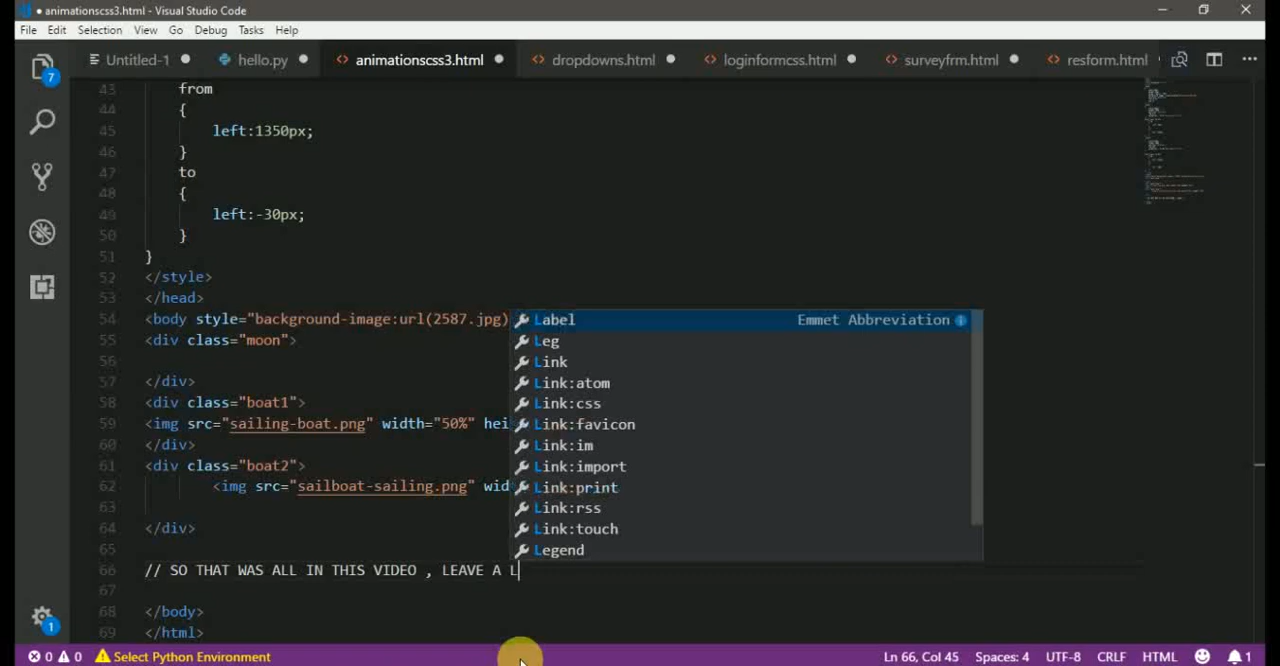 animationscss3.html - Visual Studio Code
File Edit Selection View Go Debug Tasks Help
Untitled-1 hello.py animationscss3.html dropdowns.html loginformcss.html surveyfrm.html resform.html
7
43 from
44 {
45 left:1350px;
46 }
47 to
48 {
49 left:-30px;
50 }
51 }
52 </style>
53 </head>
54 <body style="background-image:url(2587.jpg)
55 <div class="moon">
56
57 </div>
58 <div class="boat1">
59 <img src="sailing-boat.png" width="50%" hei
60 </div>
61 <div class="boat2">
62 <img src="sailboat-sailing.png" wid
63
64 </div>
65
66 // SO THAT WAS ALL IN THIS VIDEO , LEAVE A L
67
68 </body>
69 </html>
Label Emmet Abbreviation
Leg
Link
Link:atom
Link:css
Link:favicon
Link:im
Link:import
Link:print
Link:rss
Link:touch
Legend
1
0 0 Select Python Environment Ln 66, Col 45 Spaces: 4 UTF-8 CRLF HTML 1